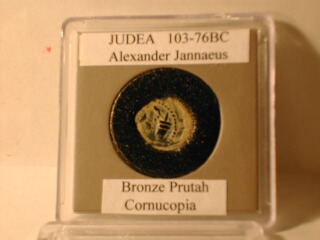 JUDEA 103-76BC
Alexander Jannaeus
Bronze Prutah
Cornucopia